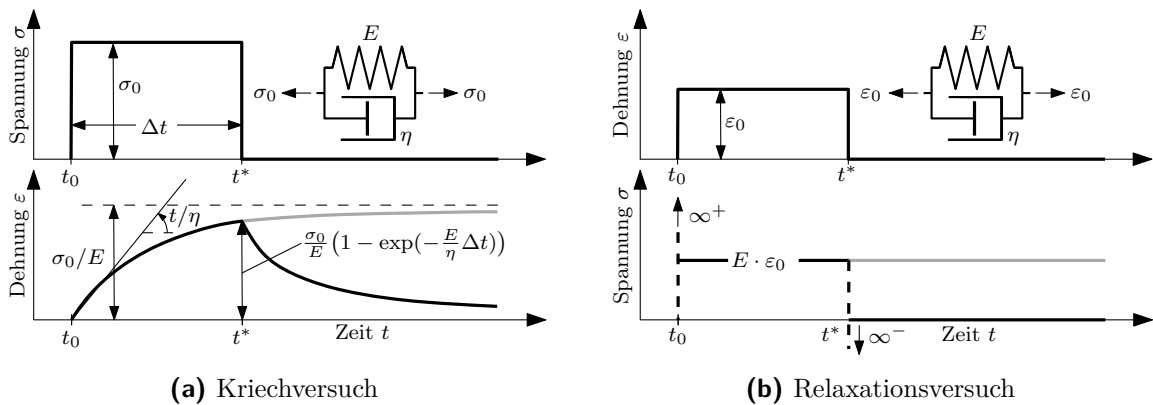 Spannung σ
σ₀
Δt
E
σ₀
σ₀
η
t₀
t*
Dehnung ε
σ₀/E
t/η
σ₀/E (1 − exp(−E/η Δt))
t₀
t*
Zeit t
(a) Kriechversuch
Dehnung ε
ε₀
E
ε₀
ε₀
η
t₀
t*
Spannung σ
∞⁺
E · ε₀
t₀
t*
∞⁻
Zeit t
(b) Relaxationsversuch